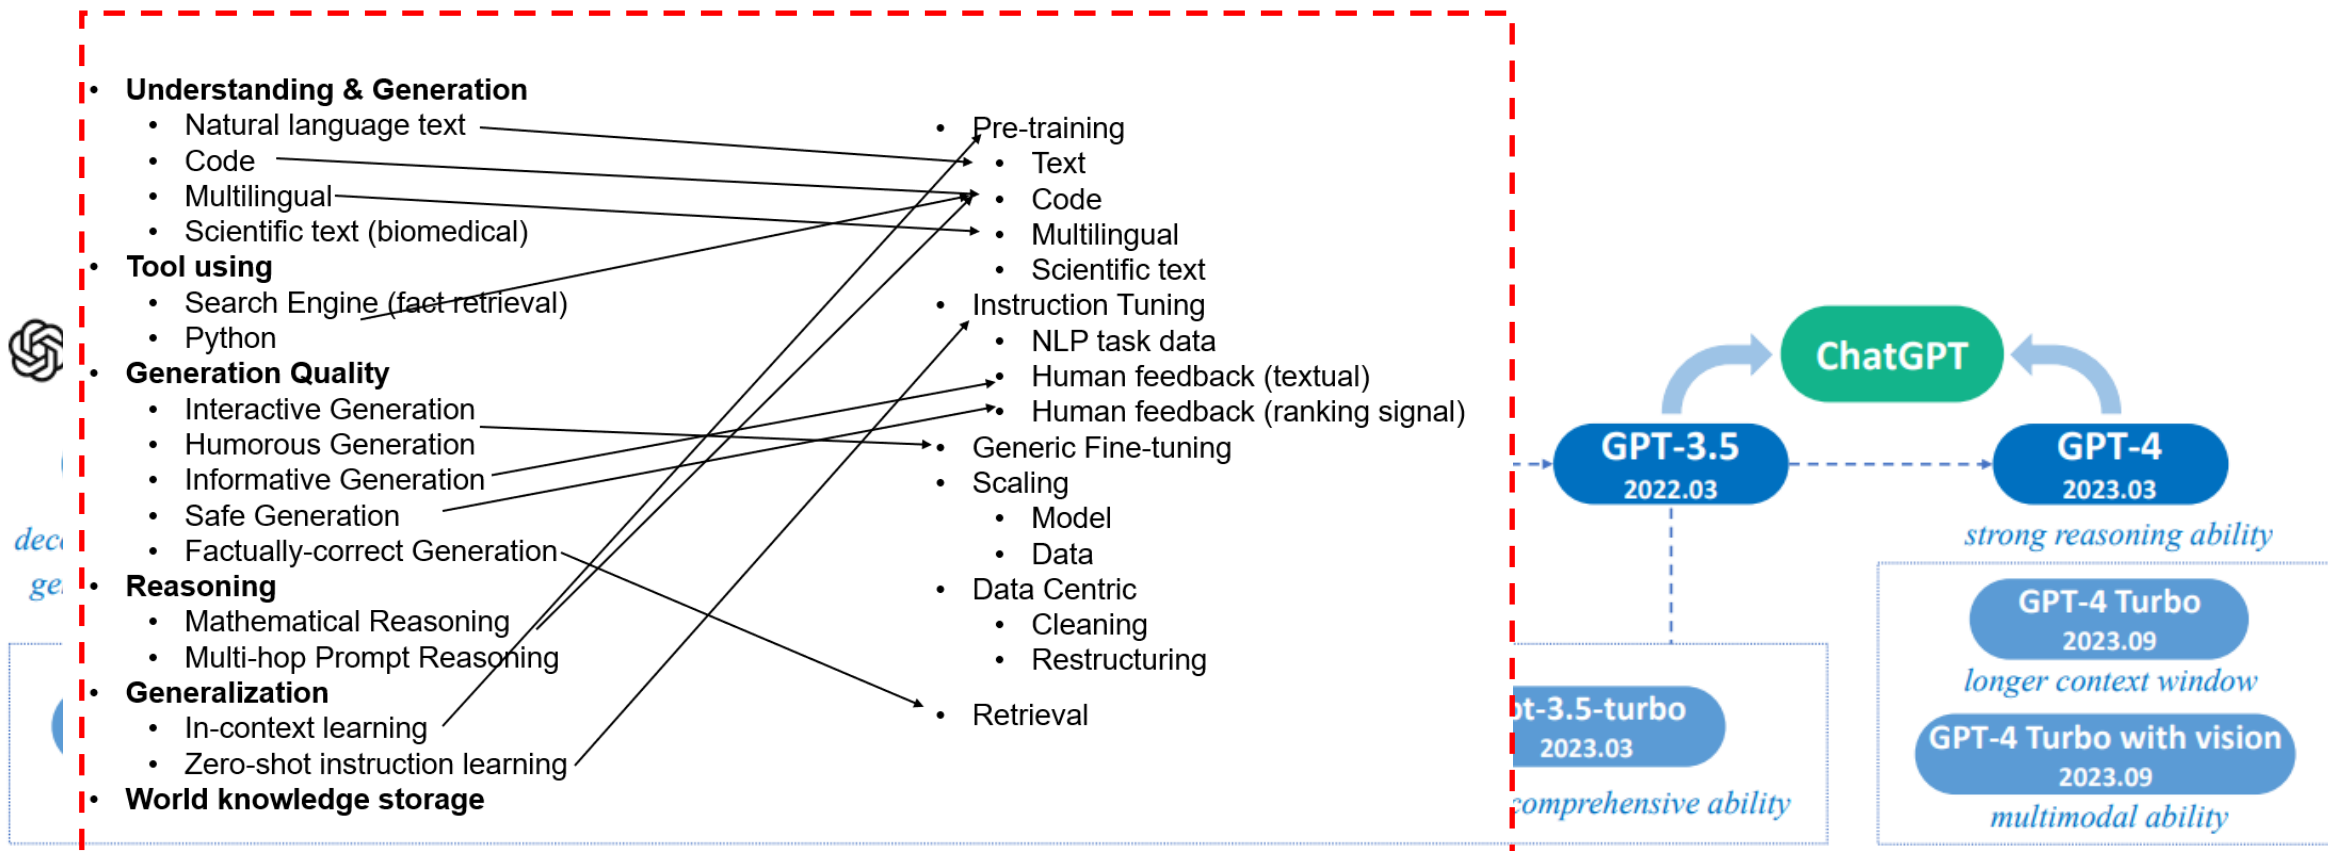 Understanding & Generation
Natural language text
Code
Multilingual
Scientific text (biomedical)
Tool using
Search Engine (fact retrieval)
Python
Generation Quality
Interactive Generation
Humorous Generation
Informative Generation
Safe Generation
Factually-correct Generation
Reasoning
Mathematical Reasoning
Multi-hop Prompt Reasoning
Generalization
In-context learning
Zero-shot instruction learning
World knowledge storage
Pre-training
Text
Code
Multilingual
Scientific text
Instruction Tuning
NLP task data
Human feedback (textual)
Human feedback (ranking signal)
Generic Fine-tuning
Scaling
Model
Data
Data Centric
Cleaning
Restructuring
Retrieval
ChatGPT
GPT-3.5
2022.03
GPT-4
2023.03
strong reasoning ability
GPT-4 Turbo
2023.09
longer context window
GPT-4 Turbo with vision
2023.09
multimodal ability
pt-3.5-turbo
2023.03
comprehensive ability